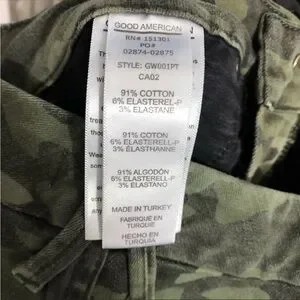 GOOD AMERICAN
RN# 151301
PO#
02874-02875
STYLE: GW001PT
CA02
91% COTTON
6% ELASTEREL-P
3% ELASTANE
91% COTON
6% ELASTERELL-P
3% ELASTHANNE
91% ALGODÓN
6% ELASTERELL-P
3% ELASTANO
MADE IN TURKEY
FABRIQUE EN
TURQUIE
HECHO EN
TURQUIA